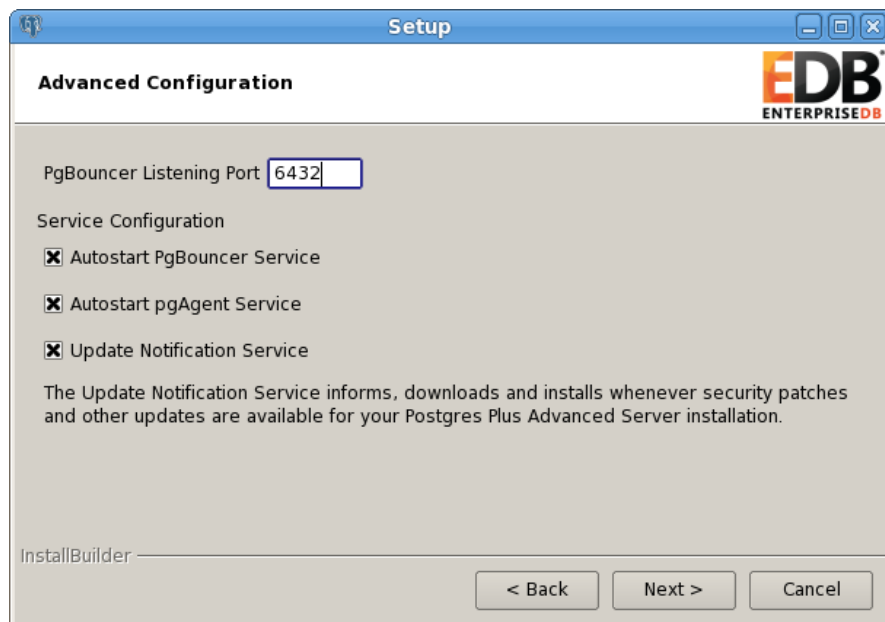 Setup
Advanced Configuration
EDB
ENTERPRISEDB
PgBouncer Listening Port 6432
Service Configuration
Autostart PgBouncer Service
Autostart pgAgent Service
Update Notification Service
The Update Notification Service informs, downloads and installs whenever security patches
and other updates are available for your Postgres Plus Advanced Server installation.
InstallBuilder
< Back Next > Cancel